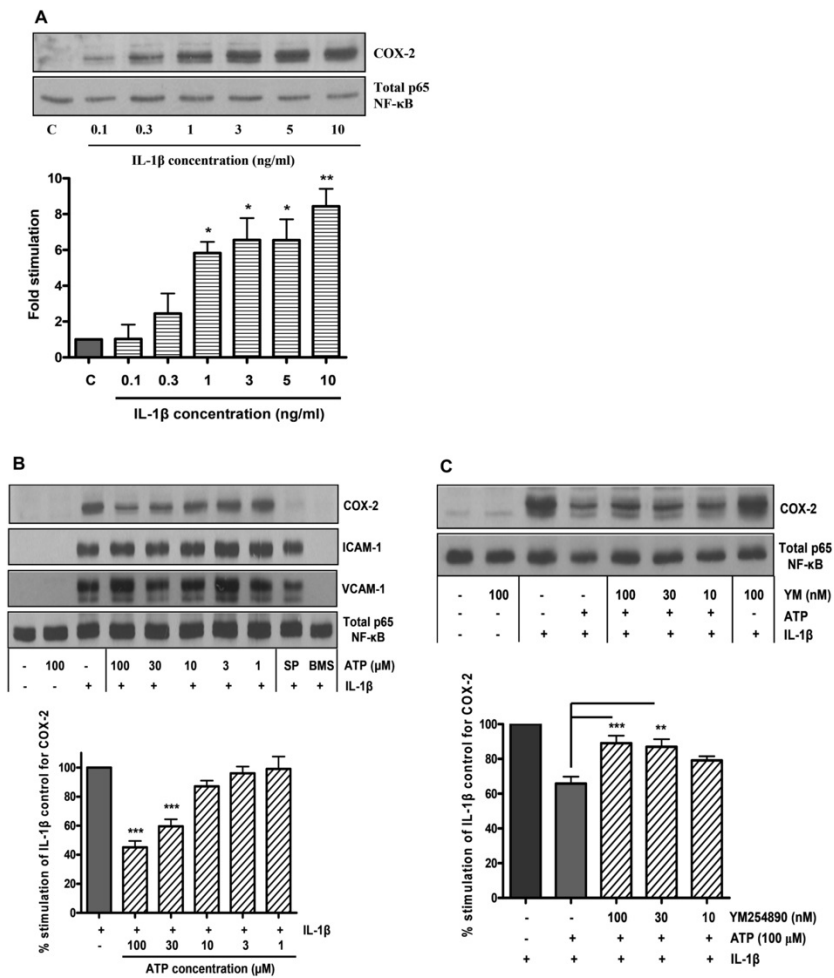 A
COX-2
Total p65
NF-κB
C 0.1 0.3 1 3 5 10
IL-1β concentration (ng/ml)
Fold stimulation
10
8
6
4
2
0
* * * **
C 0.1 0.3 1 3 5 10
IL-1β concentration (ng/ml)
B
COX-2
ICAM-1
VCAM-1
Total p65
NF-κB
- 100 - 100 30 10 3 1 SP BMS ATP (µM)
- - + + + + + + + + IL-1β
% stimulation of IL-1β control for COX-2
100
80
60
40
20
0
*** ***
+ + + + + + IL-1β
- 100 30 10 3 1
ATP concentration (µM)
C
COX-2
Total p65
NF-κB
- 100 - - 100 30 10 100 YM (nM)
- - - + + + + - ATP
- - + + + + + + IL-1β
% stimulation of IL-1β control for COX-2
100
80
60
40
20
0
*** **
- - 100 30 10 YM254890 (nM)
- + + + + ATP (100 µM)
+ + + + + IL-1β